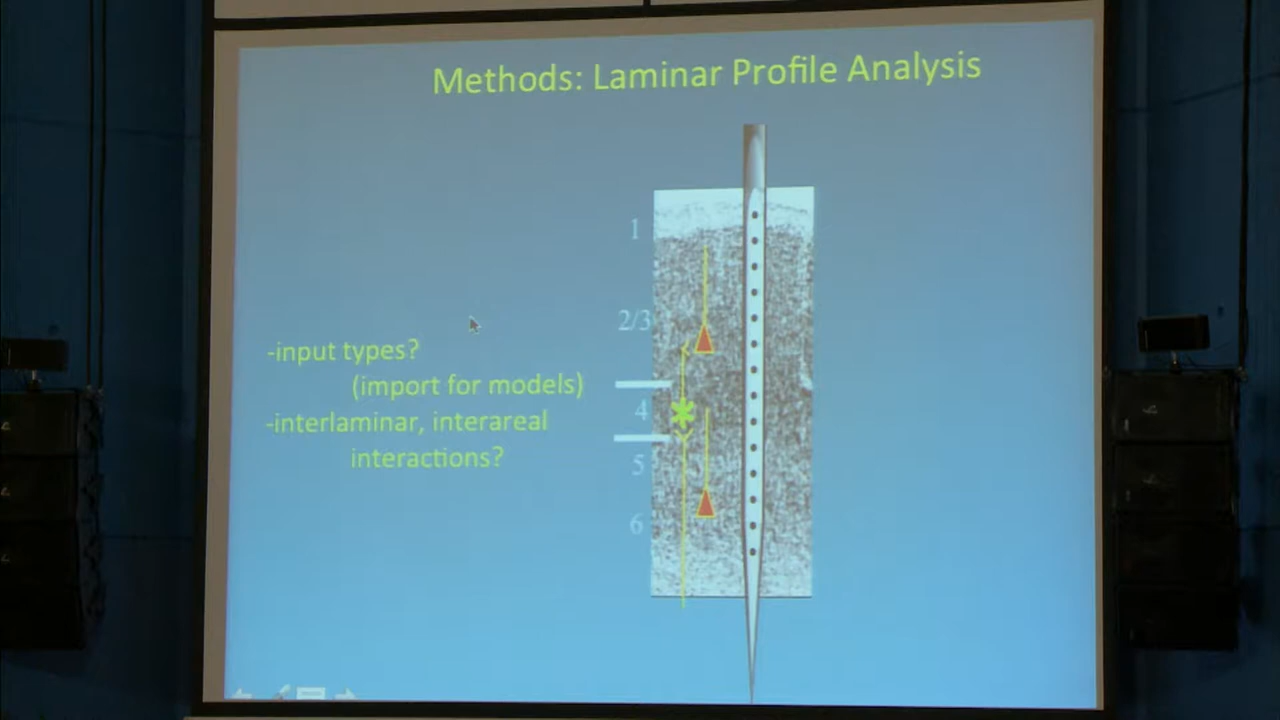 Methods: Laminar Profile Analysis
1
2/3
-input types?
(import for models)
4
-interlaminar, interareal
interactions?
5
6